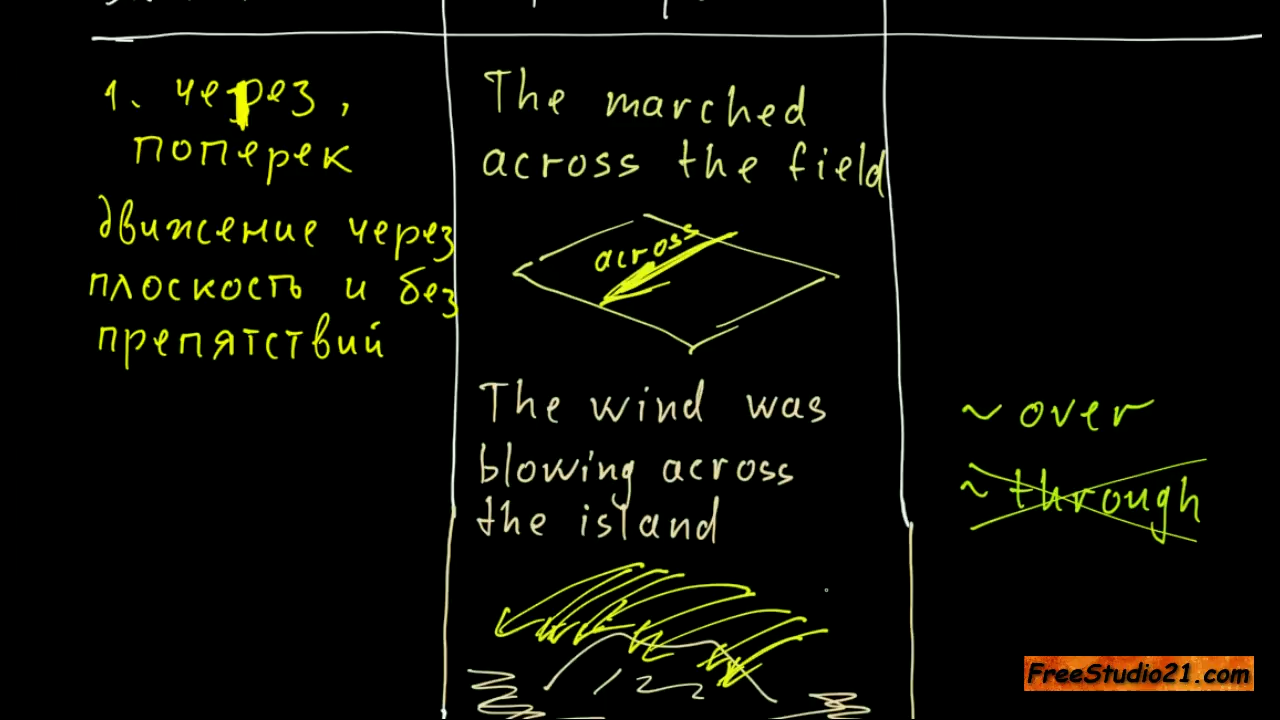 1. через,
поперек
движение через
плоскость и без
препятствий
The marched
across the field
across
The wind was
blowing across
the island
~ over
~ through
FreeStudio21.com